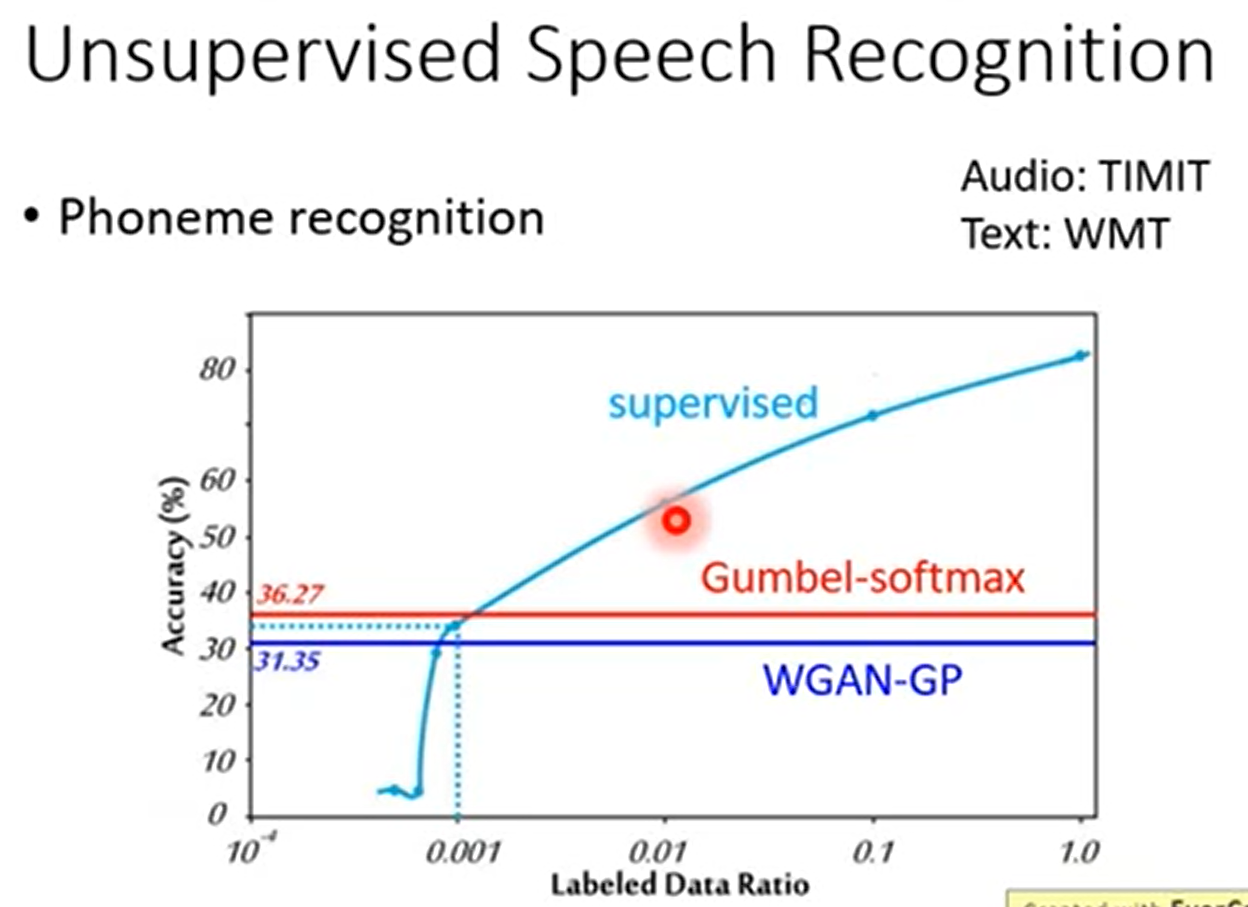 Unsupervised Speech Recognition
Audio: TIMIT
• Phoneme recognition
Text: WMT
80
supervised
60
50
Gumbel-softmax
40
36.27
30
31.35
WGAN-GP
20
10
0
10⁻⁴ 0.001 0.01 0.1 1.0
Accuracy (%)
Labeled Data Ratio